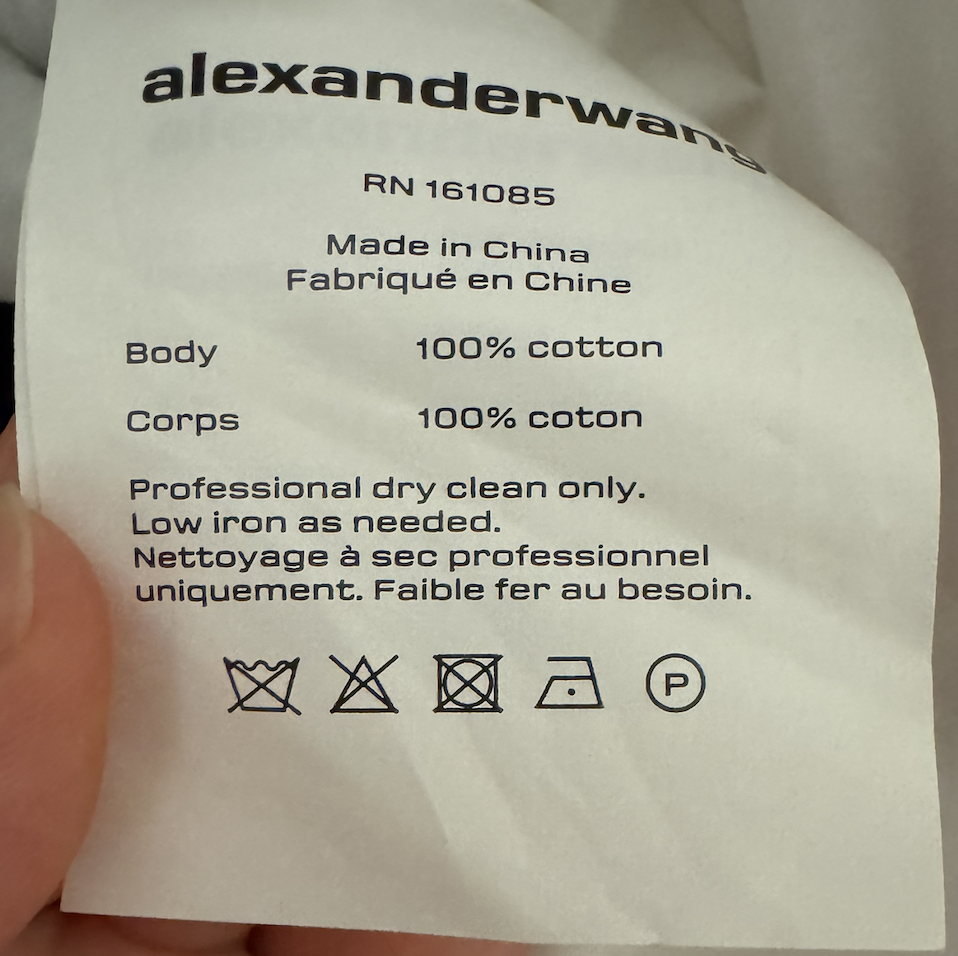 alexanderwang
RN 161085
Made in China
Fabriqué en Chine
Body 100% cotton
Corps 100% coton
Professional dry clean only.
Low iron as needed.
Nettoyage à sec professionnel
uniquement. Faible fer au besoin.
P